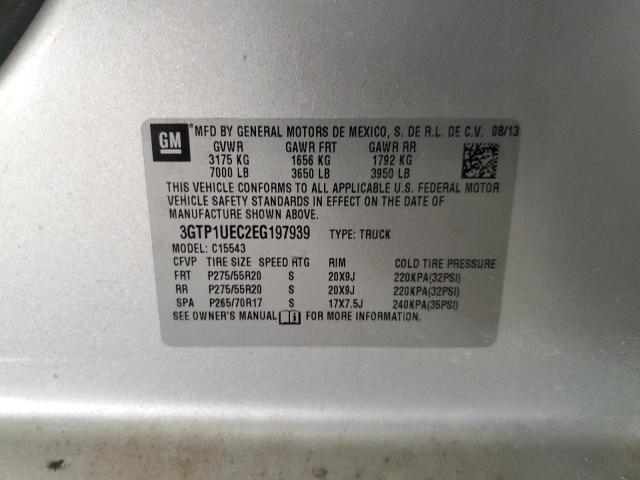 GM MFD BY GENERAL MOTORS DE MEXICO, S. DE R.L. DE C.V. 08/13
GVWR GAWR FRT GAWR RR
3175 KG 1656 KG 1792 KG
7000 LB 3650 LB 3950 LB
THIS VEHICLE CONFORMS TO ALL APPLICABLE U.S. FEDERAL MOTOR
VEHICLE SAFETY STANDARDS IN EFFECT ON THE DATE OF
MANUFACTURE SHOWN ABOVE.
3GTP1UEC2EG197939 TYPE: TRUCK
MODEL: C15543
CFVP TIRE SIZE SPEED RTG RIM COLD TIRE PRESSURE
FRT P275/55R20 S 20X9J 220KPA(32PSI)
RR P275/55R20 S 20X9J 220KPA(32PSI)
SPA P265/70R17 S 17X7.5J 240KPA(35PSI)
SEE OWNER'S MANUAL FOR MORE INFORMATION.